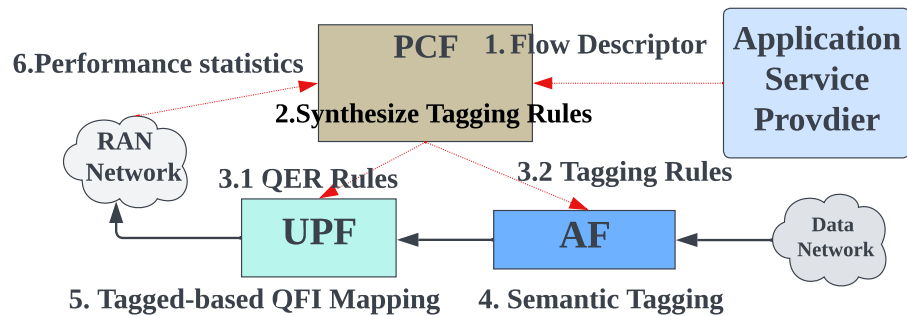 PCF
1. Flow Descriptor
Application
Service
Provdier
6.Performance statistics
2.Synthesize Tagging Rules
RAN
Network
3.1 QER Rules
3.2 Tagging Rules
UPF
AF
Data
Network
5. Tagged-based QFI Mapping
4. Semantic Tagging